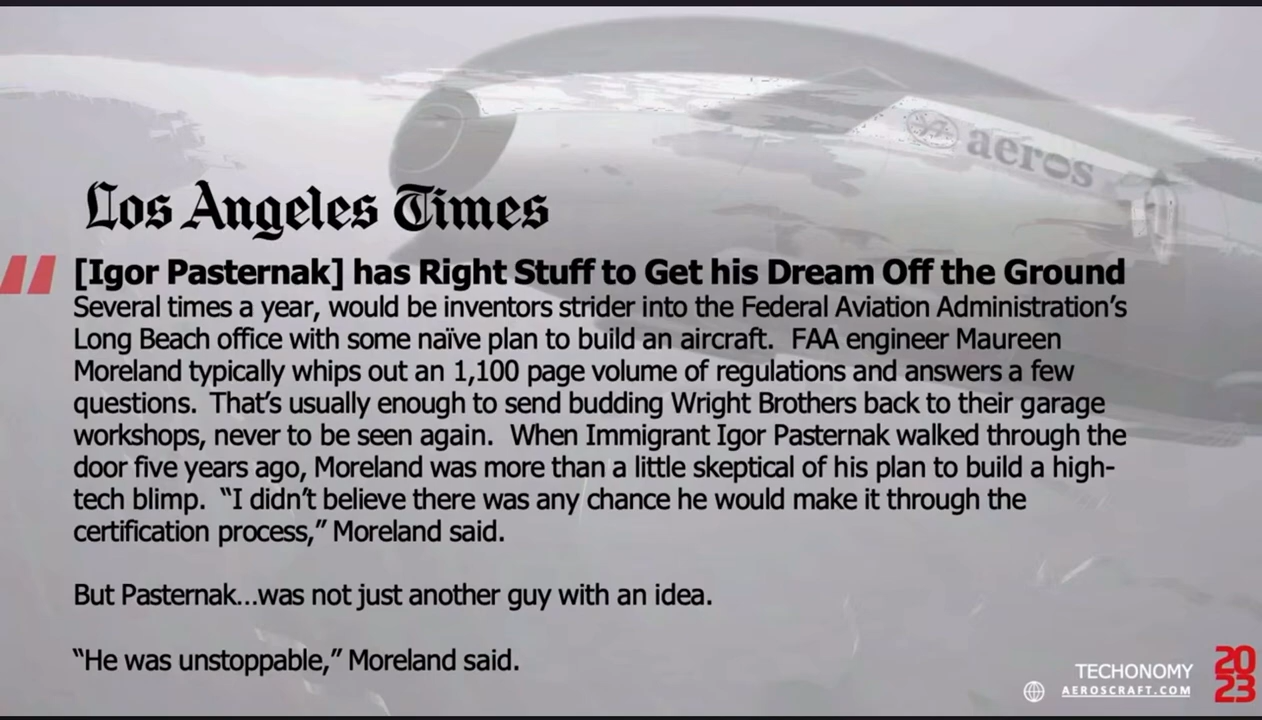 aeros
Los Angeles Times
[Igor Pasternak] has Right Stuff to Get his Dream Off the Ground
Several times a year, would be inventors strider into the Federal Aviation Administration’s
Long Beach office with some naïve plan to build an aircraft.  FAA engineer Maureen
Moreland typically whips out an 1,100 page volume of regulations and answers a few
questions.  That’s usually enough to send budding Wright Brothers back to their garage
workshops, never to be seen again.  When Immigrant Igor Pasternak walked through the
door five years ago, Moreland was more than a little skeptical of his plan to build a high-
tech blimp.  “I didn’t believe there was any chance he would make it through the
certification process,” Moreland said.
But Pasternak...was not just another guy with an idea.
“He was unstoppable,” Moreland said.
TECHONOMY
AEROSCRAFT.COM
20
23